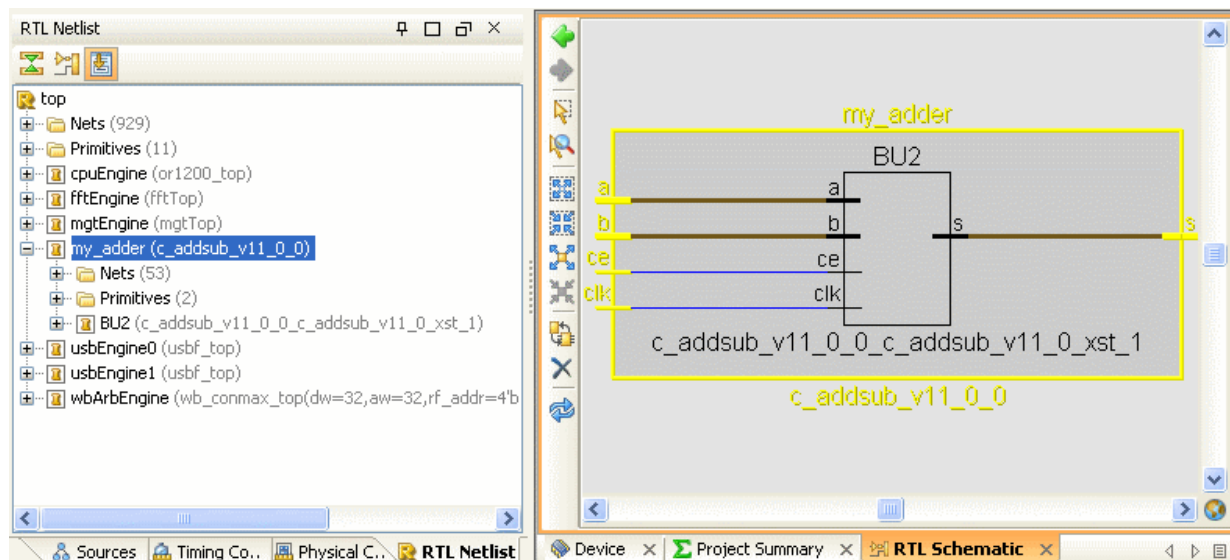 RTL Netlist
top
Nets (929)
Primitives (11)
cpuEngine (or1200_top)
fftEngine (fftTop)
mgtEngine (mgtTop)
my_adder (c_addsub_v11_0_0)
Nets (53)
Primitives (2)
BU2 (c_addsub_v11_0_0_c_addsub_v11_0_xst_1)
usbEngine0 (usbf_top)
usbEngine1 (usbf_top)
wbArbEngine (wb_conmax_top(dw=32,aw=32,rf_addr=4'b
Sources Timing Co.. Physical C.. RTL Netlist
my_adder
BU2
a a
b b s s
ce ce
clk clk
c_addsub_v11_0_0_c_addsub_v11_0_xst_1
c_addsub_v11_0_0
Device Project Summary RTL Schematic